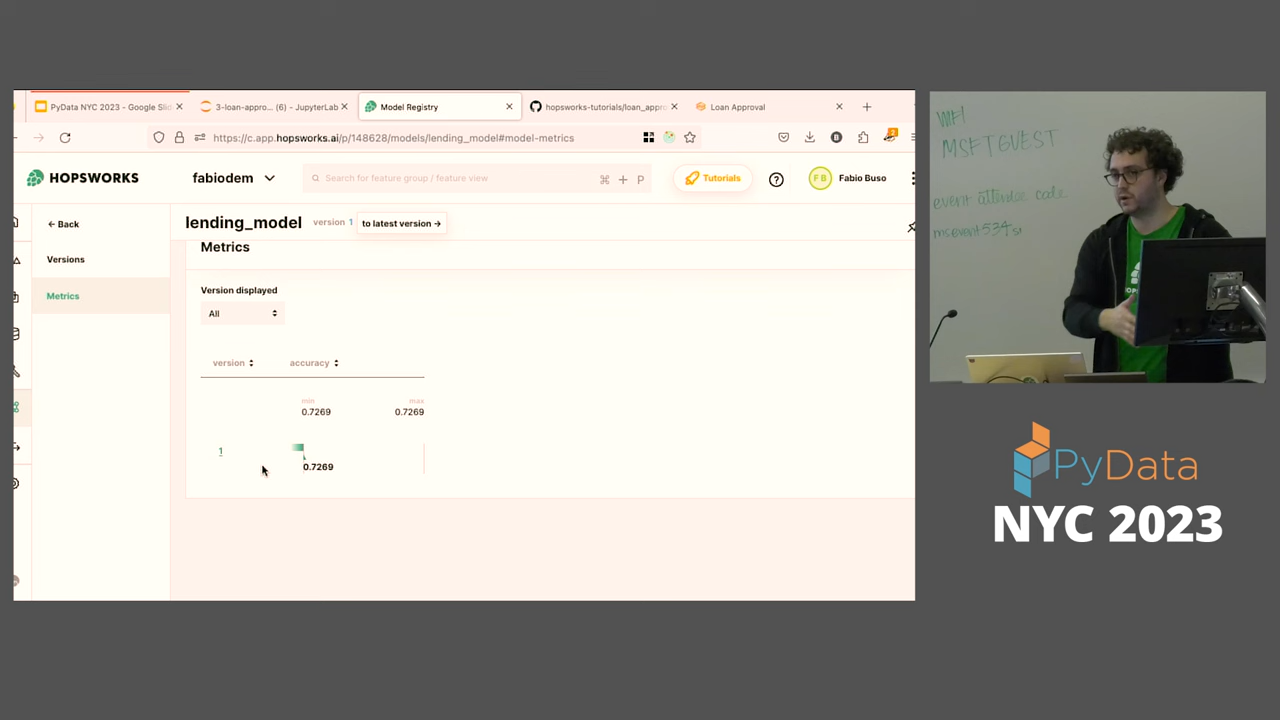 PyData NYC 2023 - Google Slid
3-loan-appro... (6) - JupyterLab
Model Registry
hopsworks-tutorials/loan_appro
Loan Approval
https://c.app.hopsworks.ai/p/148628/models/lending_model#model-metrics
2
HOPSWORKS
fabiodem
Search for feature group / feature view
⌘ + P
Tutorials
F B
Fabio Buso
← Back
lending_model
version 1
to latest version →
Versions
Metrics
Metrics
Version displayed
All
version
accuracy
min
max
0.7269
0.7269
1
0.7269
WIFI
MSFTGUEST
event attendee code
msevent534
PyData
NYC 2023